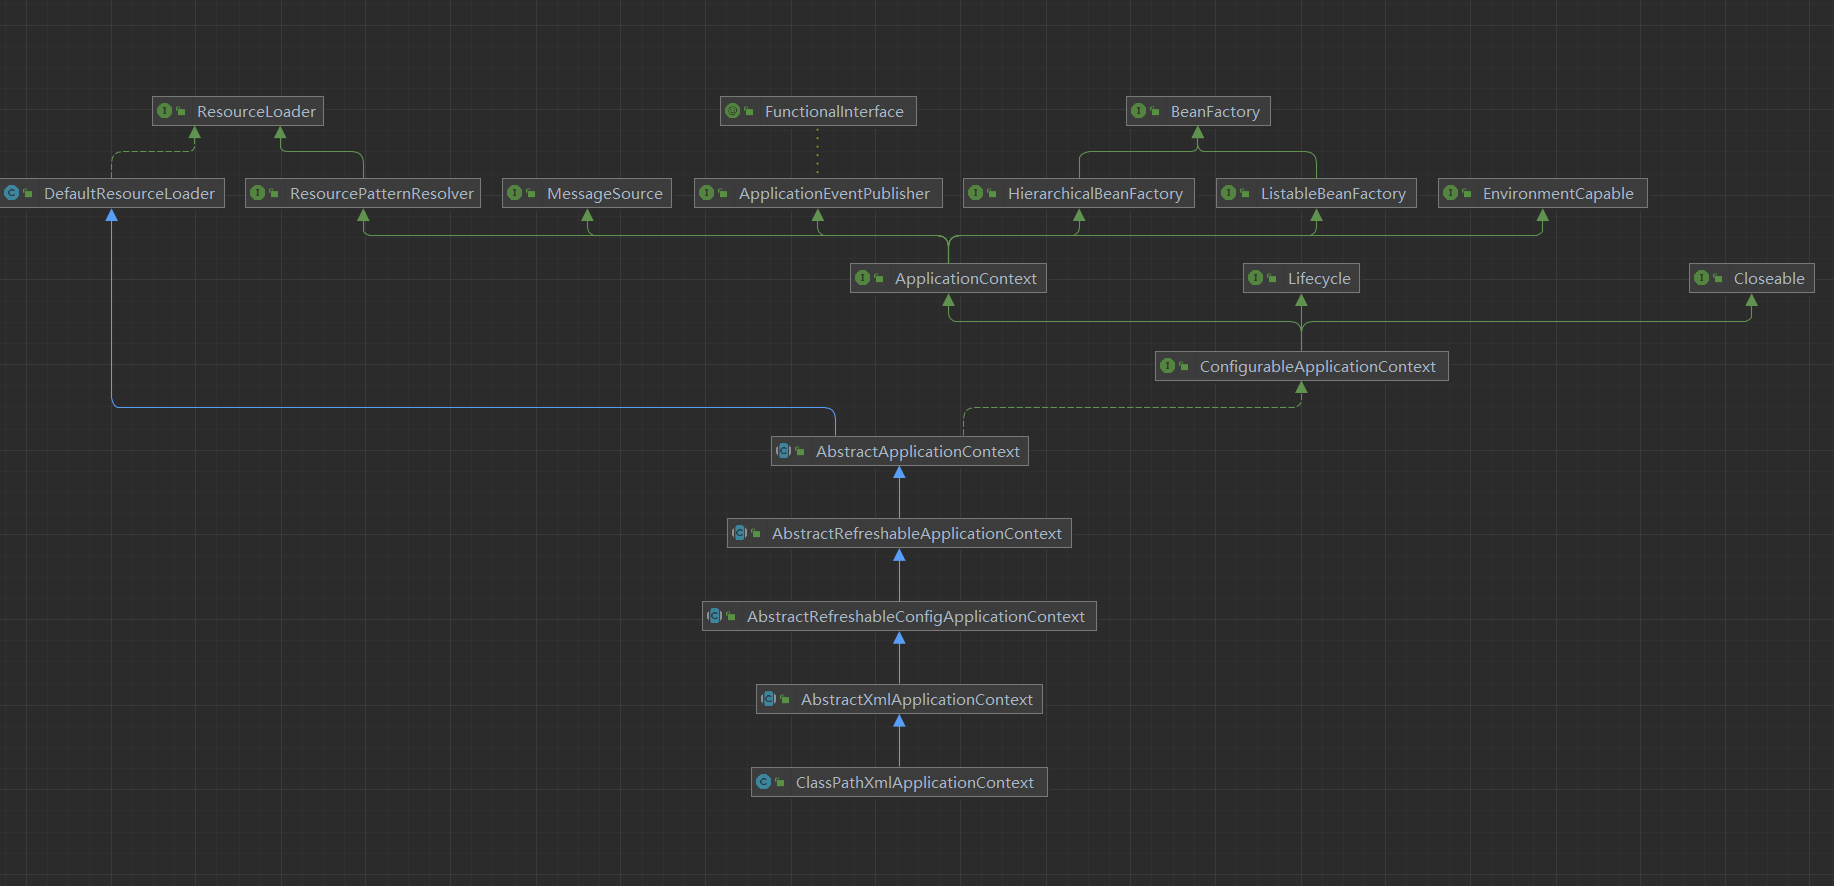 ResourceLoader
FunctionalInterface
BeanFactory
DefaultResourceLoader
ResourcePatternResolver
MessageSource
ApplicationEventPublisher
HierarchicalBeanFactory
ListableBeanFactory
EnvironmentCapable
ApplicationContext
Lifecycle
Closeable
ConfigurableApplicationContext
AbstractApplicationContext
AbstractRefreshableApplicationContext
AbstractRefreshableConfigApplicationContext
AbstractXmlApplicationContext
ClassPathXmlApplicationContext